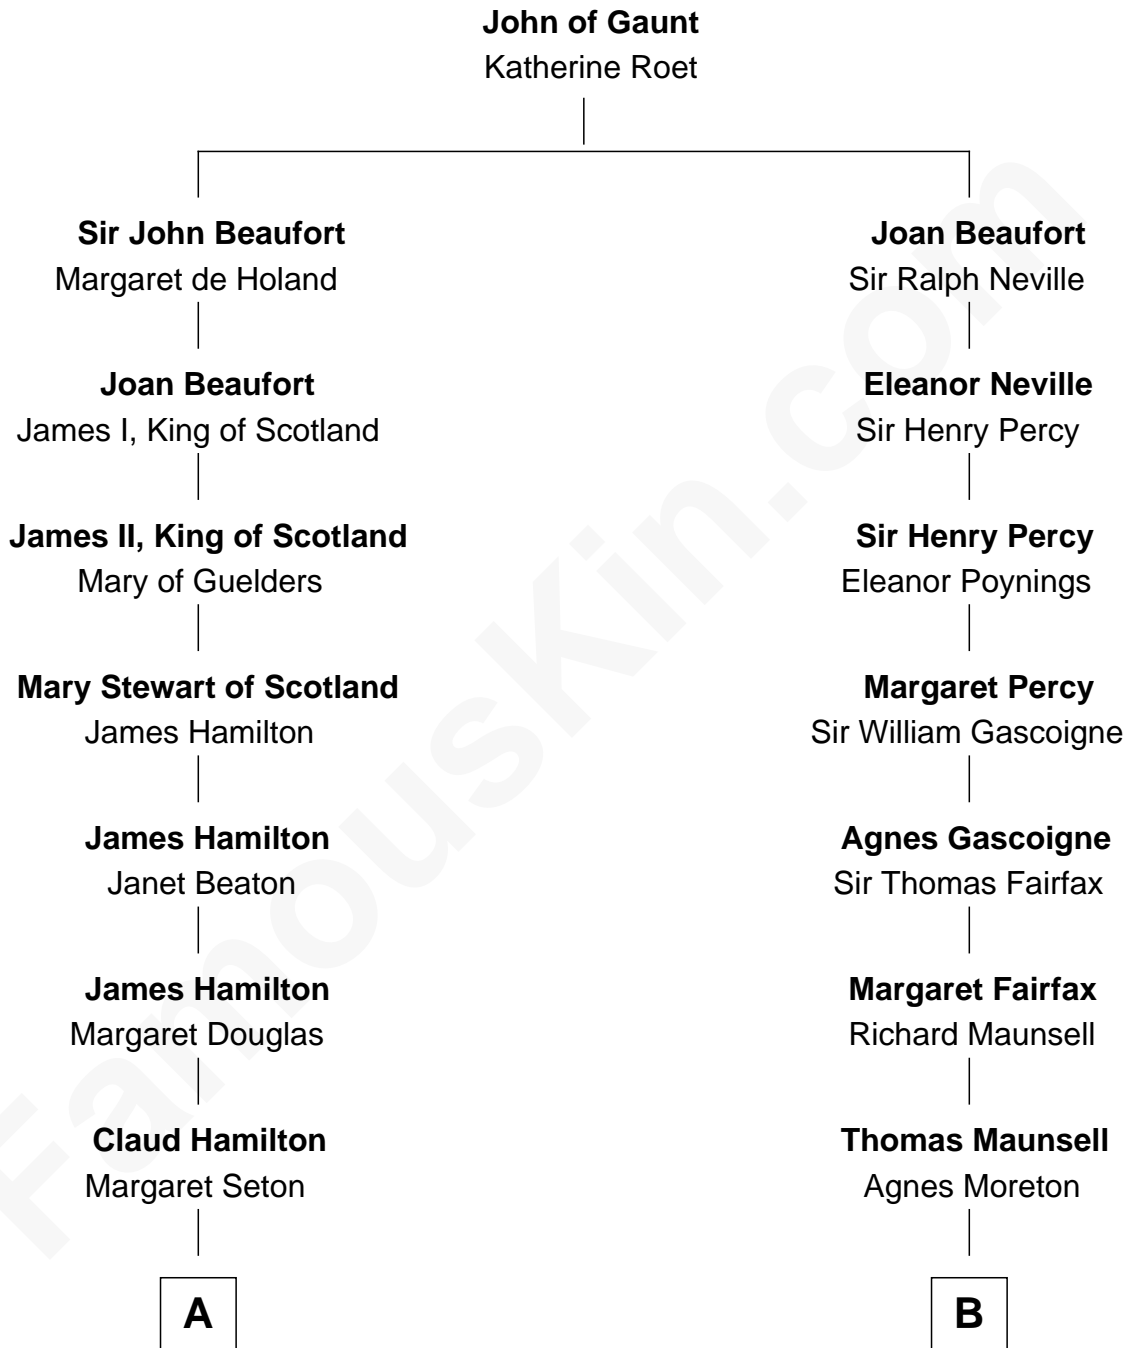 John of Gaunt
Katherine Roet
Sir John Beaufort
Margaret de Holand
Joan Beaufort
James I, King of Scotland
James II, King of Scotland
Mary of Guelders
Mary Stewart of Scotland
James Hamilton
James Hamilton
Janet Beaton
James Hamilton
Margaret Douglas
Claud Hamilton
Margaret Seton
A
Joan Beaufort
Sir Ralph Neville
Eleanor Neville
Sir Henry Percy
Sir Henry Percy
Eleanor Poynings
Margaret Percy
Sir William Gascoigne
Agnes Gascoigne
Sir Thomas Fairfax
Margaret Fairfax
Richard Maunsell
Thomas Maunsell
Agnes Moreton
B
FamousKin.com